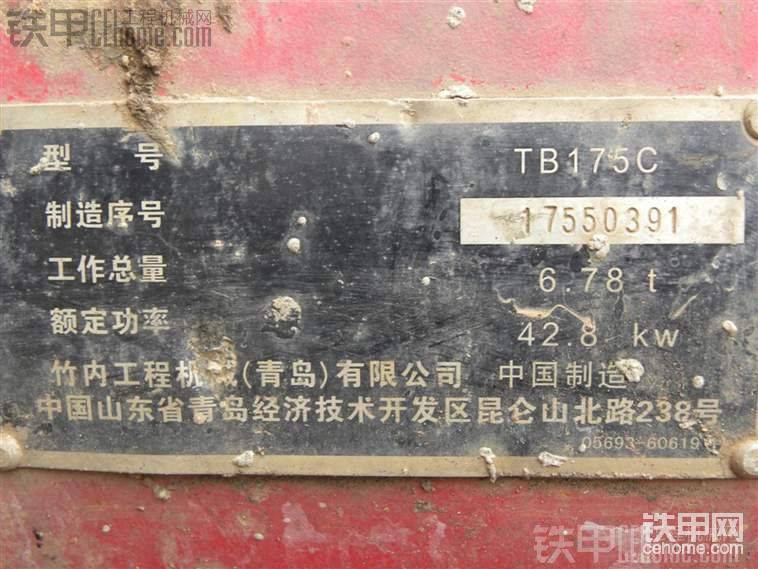 铁甲 工程机械网
cehome.com
型 号 TB175C
制造序号 17550391
工作总量 6.78 t
额定功率 42.8 kw
竹内工程机械(青岛)有限公司 中国制造
中国山东省青岛经济技术开发区昆仑山北路238号
05693-60619
铁甲网
cehome.com